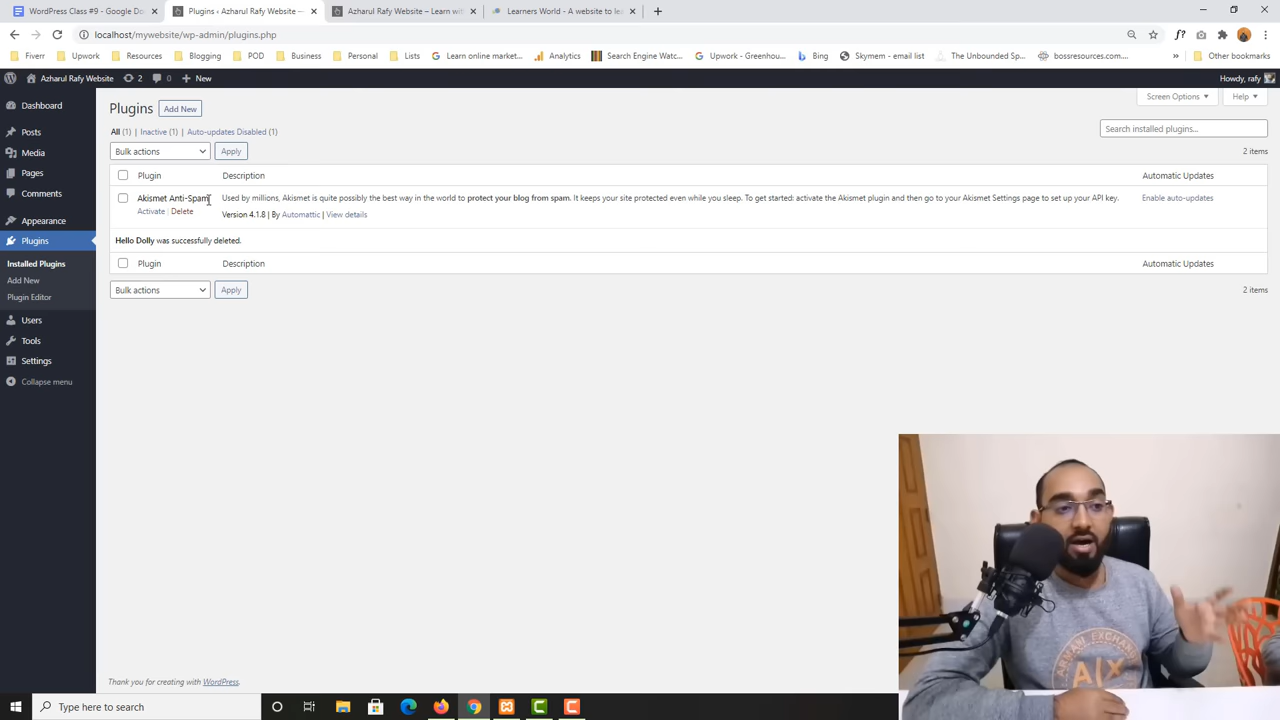 WordPress Class #9 - Google Do
Plugins ‹ Azharul Rafy Website —
Azharul Rafy Website – Learn wit
Learners World - A website to lea
localhost/mywebsite/wp-admin/plugins.php
Fiverr Upwork Resources Blogging POD Business Personal Lists Learn online market... Analytics Search Engine Watc... Upwork - Greenhou... Bing Skymem - email list The Unbounded Sp... bossresources.com... Other bookmarks
Azharul Rafy Website 2 0 New Howdy, rafy
Dashboard
Posts
Media
Pages
Comments
Appearance
Plugins
Installed Plugins
Add New
Plugin Editor
Users
Tools
Settings
Collapse menu
Screen Options Help
Plugins Add New
All (1) | Inactive (1) | Auto-updates Disabled (1)
Search installed plugins...
Bulk actions Apply 2 items
Plugin Description Automatic Updates
Akismet Anti-Spam Used by millions, Akismet is quite possibly the best way in the world to protect your blog from spam. It keeps your site protected even while you sleep. To get started: activate the Akismet plugin and then go to your Akismet Settings page to set up your API key. Enable auto-updates
Activate | Delete Version 4.1.8 | By Automattic | View details
Hello Dolly was successfully deleted.
Plugin Description Automatic Updates
Bulk actions Apply 2 items
ARMANI EXCHANGE
A|X
Thank you for creating with WordPress.
Type here to search